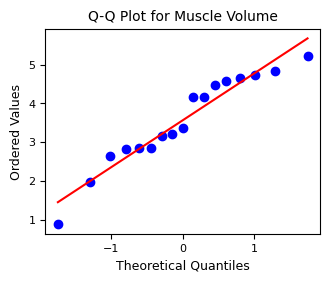 Q-Q Plot for Muscle Volume
Ordered Values
5
4
3
2
1
−1
0
1
Theoretical Quantiles